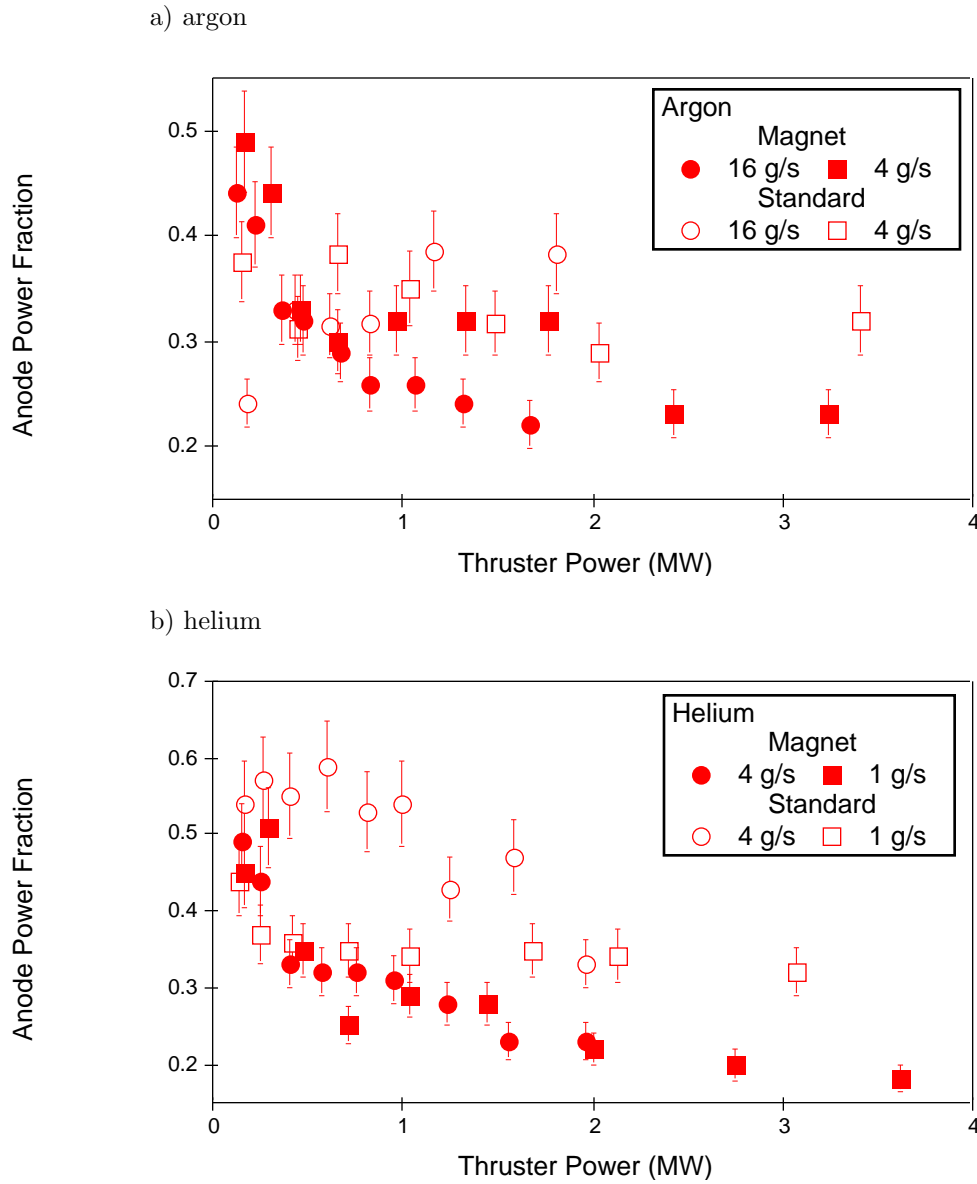 a) argon
0.5
0.4
0.3
0.2
Anode Power Fraction
Argon
Magnet
16 g/s 4 g/s
Standard
16 g/s 4 g/s
0 1 2 3 4
Thruster Power (MW)
b) helium
0.7
0.6
0.5
0.4
0.3
0.2
Anode Power Fraction
Helium
Magnet
4 g/s 1 g/s
Standard
4 g/s 1 g/s
0 1 2 3 4
Thruster Power (MW)